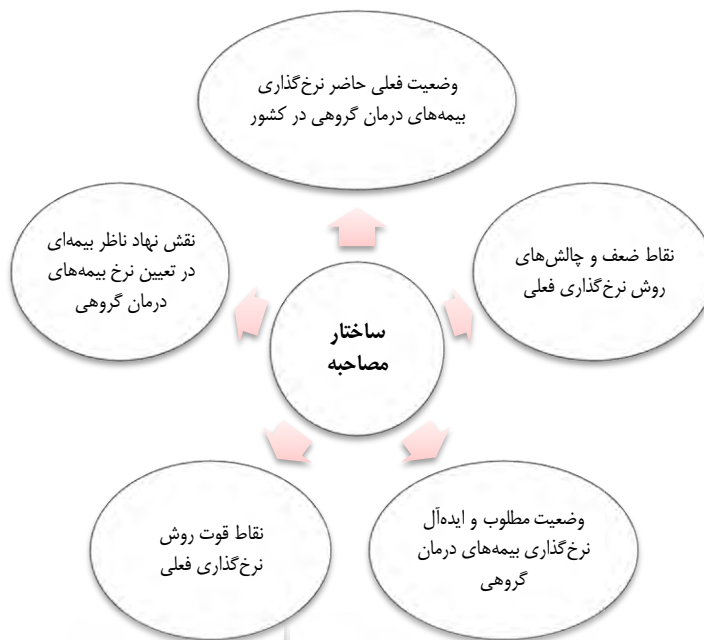 وضعیت فعلی حاضر نرخ‌گذاری
بیمه‌های درمان گروهی در کشور
نقاط ضعف و چالش‌های
روش نرخ‌گذاری فعلی
نقش نهاد ناظر بیمه‌ای
در تعیین نرخ بیمه‌های
درمان گروهی
ساختار
مصاحبه
وضعیت مطلوب و ایده‌آل
نرخ‌گذاری بیمه‌های درمان
گروهی
نقاط قوت روش
نرخ‌گذاری فعلی